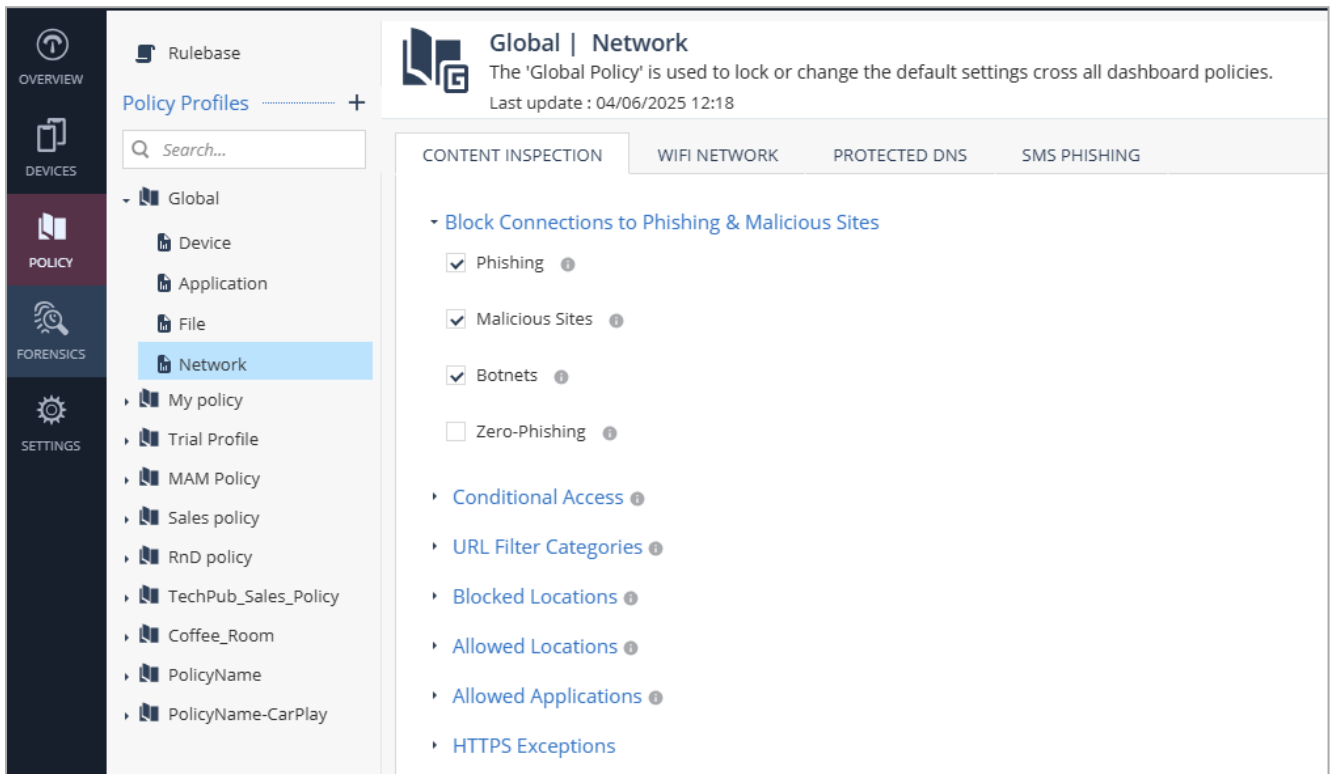 OVERVIEW
DEVICES
POLICY
FORENSICS
SETTINGS
Rulebase
Policy Profiles
Search...
Global
Device
Application
File
Network
My policy
Trial Profile
MAM Policy
Sales policy
RnD policy
TechPub_Sales_Policy
Coffee_Room
PolicyName
PolicyName-CarPlay
G
Global | Network
The 'Global Policy' is used to lock or change the default settings cross all dashboard policies.
Last update : 04/06/2025 12:18
CONTENT INSPECTION WIFI NETWORK PROTECTED DNS SMS PHISHING
Block Connections to Phishing & Malicious Sites
Phishing
Malicious Sites
Botnets
Zero-Phishing
Conditional Access
URL Filter Categories
Blocked Locations
Allowed Locations
Allowed Applications
HTTPS Exceptions